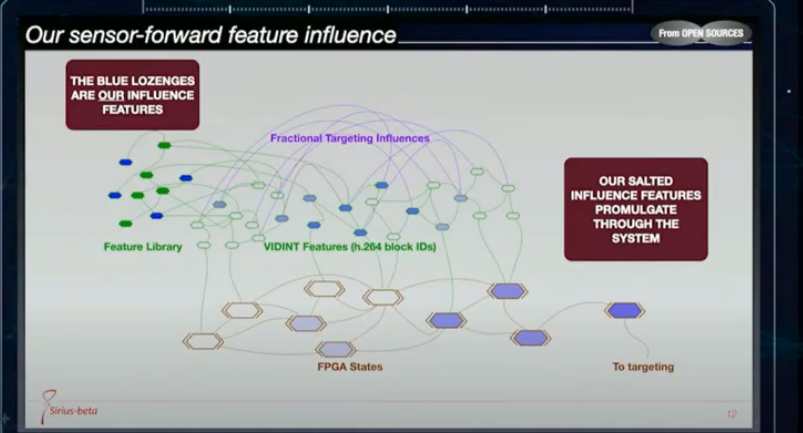 Our sensor-forward feature influence
From OPEN SOURCES
THE BLUE LOZENGES
ARE OUR INFLUENCE
FEATURES
Fractional Targeting Influences
OUR SALTED
INFLUENCE FEATURES
PROMULGATE
THROUGH THE
SYSTEM
Feature Library
VIDINT Features (h.264 block IDs)
FPGA States
To targeting
Sirius-beta
12